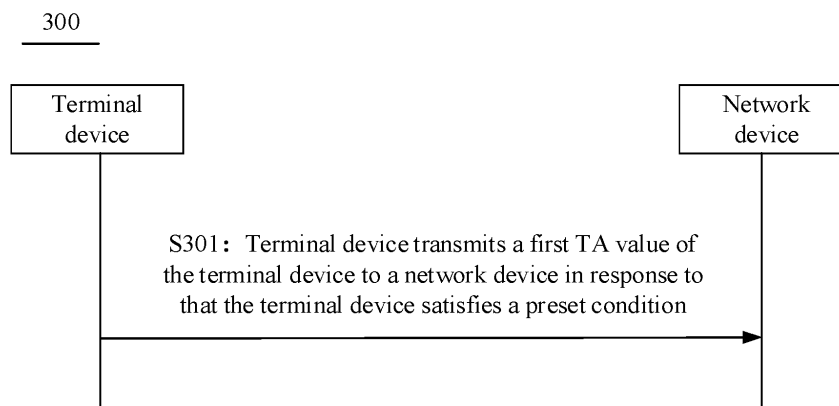 300
Terminal
device
Network
device
S301：Terminal device transmits a first TA value of
the terminal device to a network device in response to
that the terminal device satisfies a preset condition